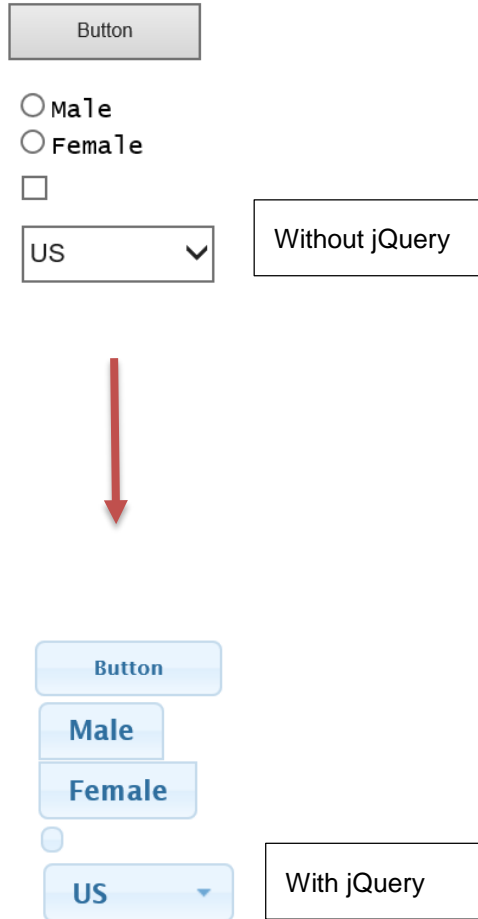 Button
Male
Female
US
Without jQuery
Button
Male
Female
US
With jQuery